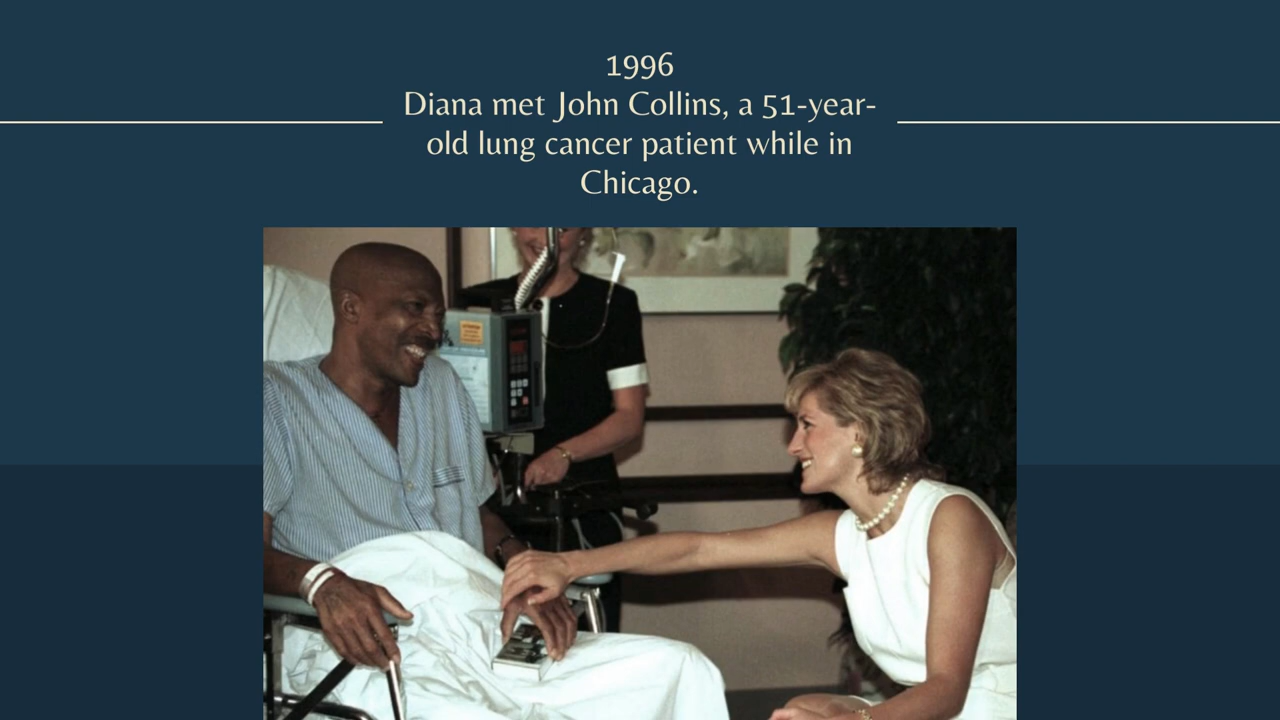 1996
Diana met John Collins, a 51-year-
old lung cancer patient while in
Chicago.